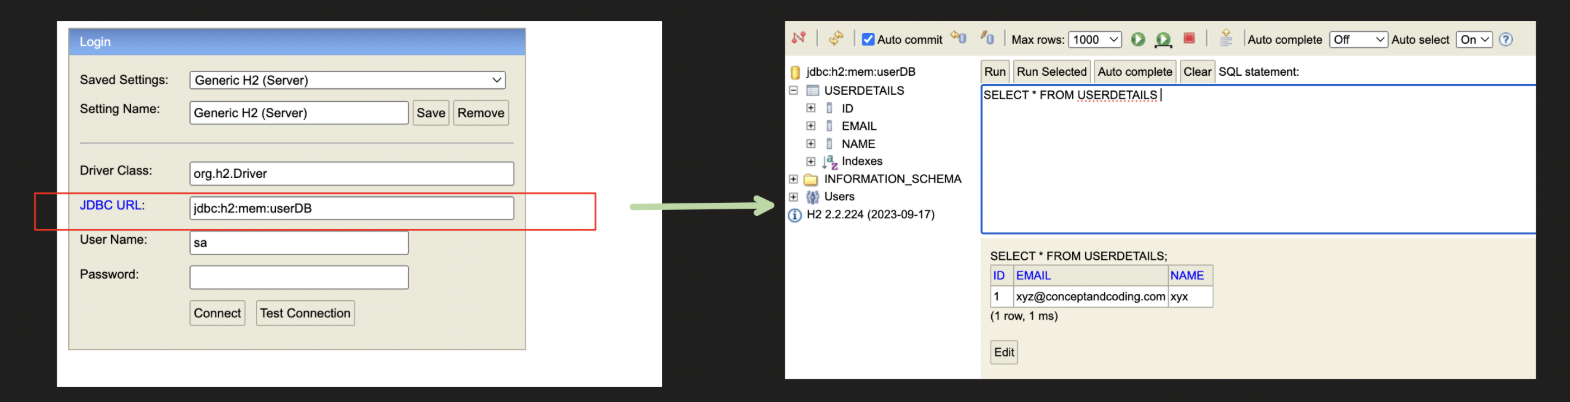 Login
Saved Settings: Generic H2 (Server)
Setting Name: Generic H2 (Server) Save Remove
Driver Class: org.h2.Driver
JDBC URL: jdbc:h2:mem:userDB
User Name: sa
Password:
Connect Test Connection
Auto commit Max rows: 1000 Auto complete Off Auto select On ?
jdbc:h2:mem:userDB
USERDETAILS
ID
EMAIL
NAME
Indexes
INFORMATION_SCHEMA
Users
H2 2.2.224 (2023-09-17)
Run Run Selected Auto complete Clear SQL statement:
SELECT * FROM USERDETAILS
SELECT * FROM USERDETAILS;
ID EMAIL NAME
1 xyz@conceptandcoding.com xyx
(1 row, 1 ms)
Edit